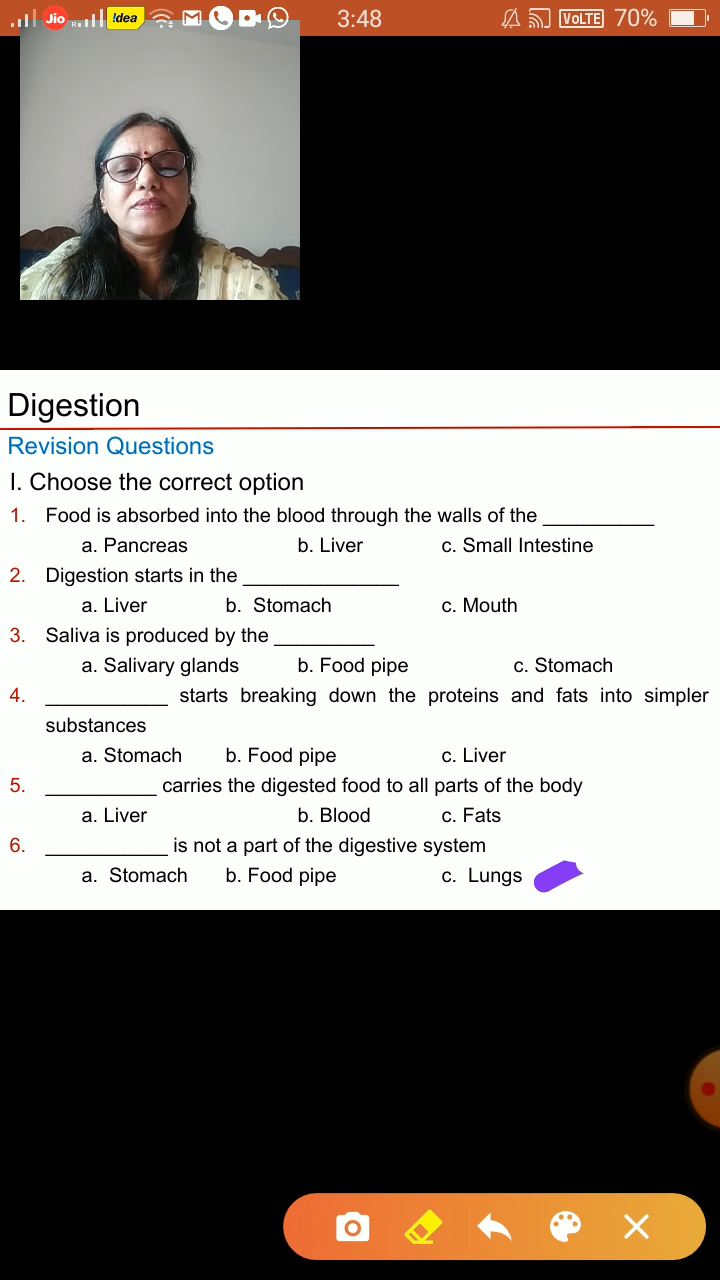 Jio
R
!dea
3:48
VoLTE
70%
Digestion
Revision Questions
I. Choose the correct option
1. Food is absorbed into the blood through the walls of the __________
a. Pancreas b. Liver c. Small Intestine
2. Digestion starts in the ______________
a. Liver b. Stomach c. Mouth
3. Saliva is produced by the _________
a. Salivary glands b. Food pipe c. Stomach
4. ___________ starts breaking down the proteins and fats into simpler
substances
a. Stomach b. Food pipe c. Liver
5. __________ carries the digested food to all parts of the body
a. Liver b. Blood c. Fats
6. ___________ is not a part of the digestive system
a. Stomach b. Food pipe c. Lungs